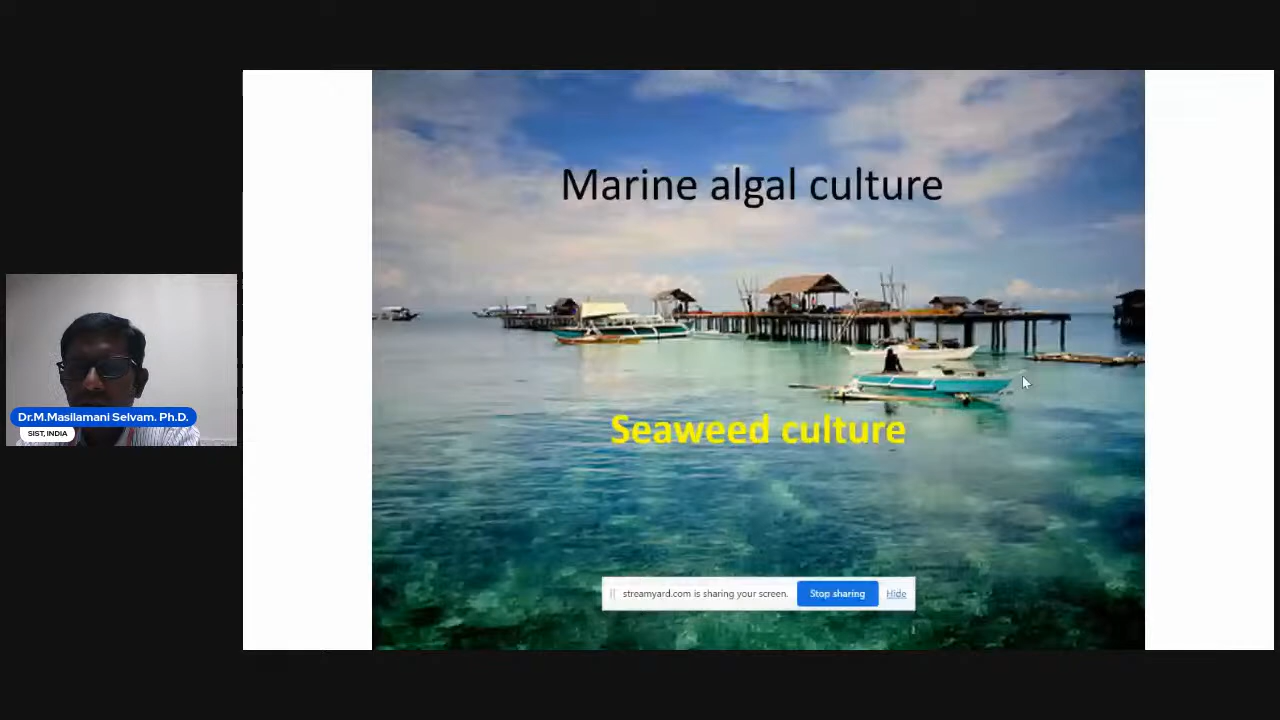 Marine algal culture
Seaweed culture
Dr.M.Masilamani Selvam. Ph.D.
SIST, INDIA
streamyard.com is sharing your screen.
Stop sharing
Hide